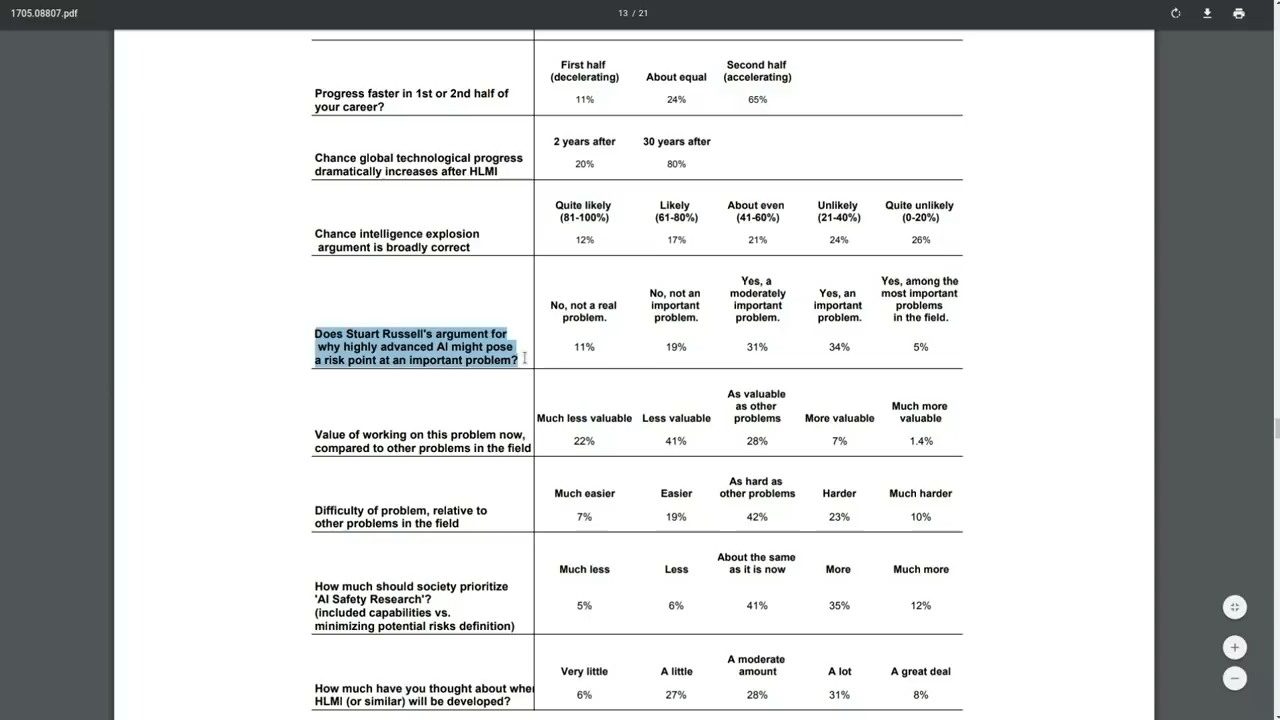 1705.08807.pdf
13 / 21
First half
(decelerating)
About equal
Second half
(accelerating)
Progress faster in 1st or 2nd half of
your career?
11%
24%
65%
2 years after
30 years after
Chance global technological progress
dramatically increases after HLMI
20%
80%
Quite likely
(81-100%)
Likely
(61-80%)
About even
(41-60%)
Unlikely
(21-40%)
Quite unlikely
(0-20%)
Chance intelligence explosion
argument is broadly correct
12%
17%
21%
24%
26%
No, not a real
problem.
No, not an
important
problem.
Yes, a
moderately
important
problem.
Yes, an
important
problem.
Yes, among the
most important
problems
in the field.
Does Stuart Russell's argument for
why highly advanced AI might pose
a risk point at an important problem?
11%
19%
31%
34%
5%
Much less valuable
Less valuable
As valuable
as other
problems
More valuable
Much more
valuable
Value of working on this problem now,
compared to other problems in the field
22%
41%
28%
7%
1.4%
Much easier
Easier
As hard as
other problems
Harder
Much harder
Difficulty of problem, relative to
other problems in the field
7%
19%
42%
23%
10%
Much less
Less
About the same
as it is now
More
Much more
How much should society prioritize
'AI Safety Research'?
(included capabilities vs.
minimizing potential risks definition)
5%
6%
41%
35%
12%
Very little
A little
A moderate
amount
A lot
A great deal
How much have you thought about when
HLMI (or similar) will be developed?
6%
27%
28%
31%
8%